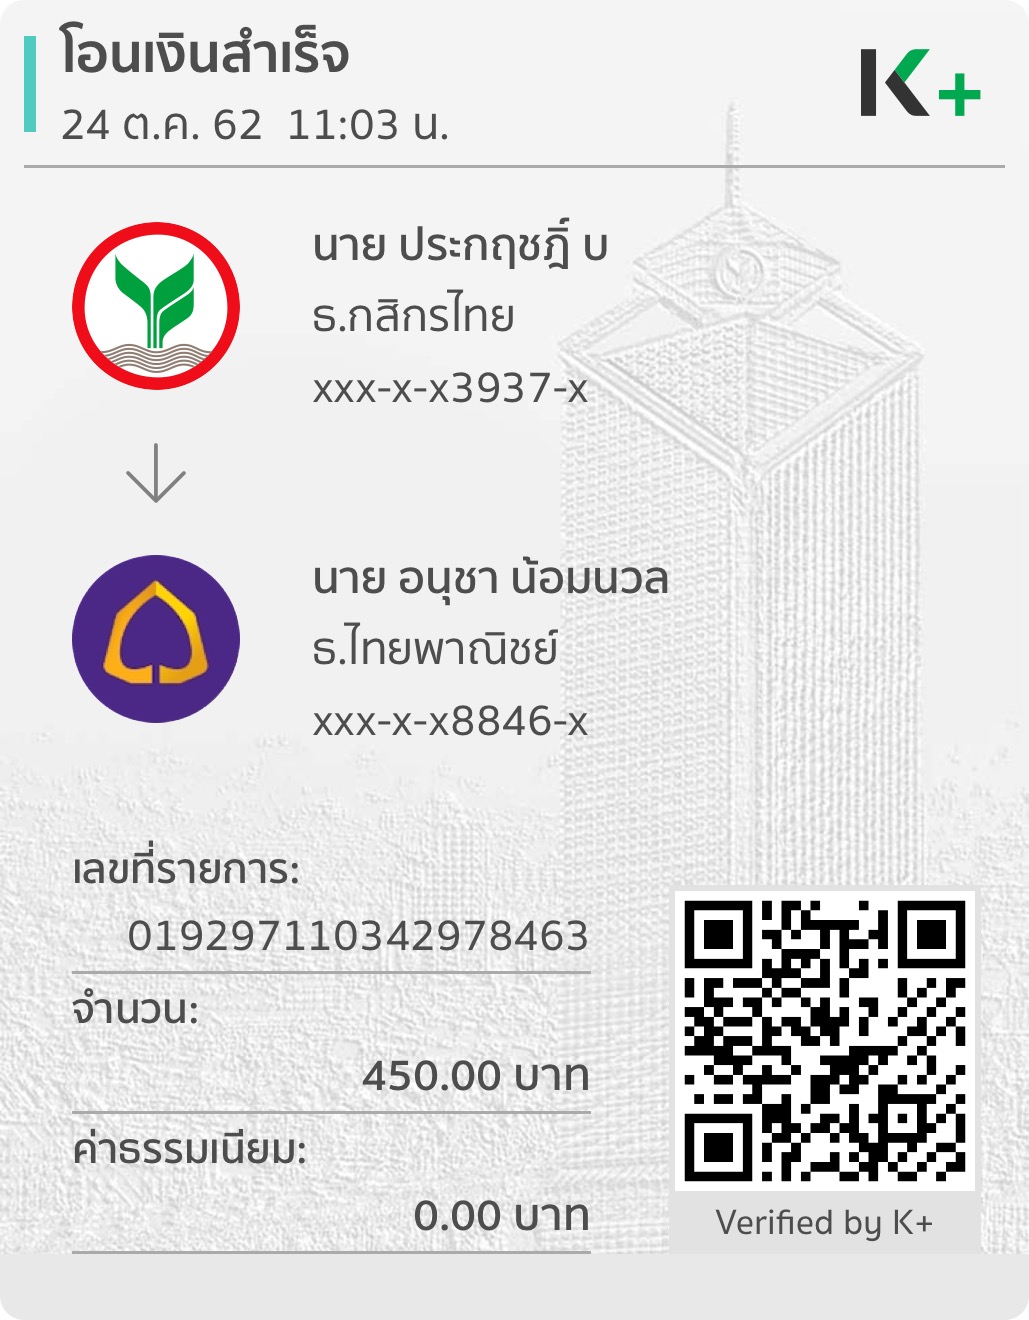 โอนเงินสำเร็จ
24 ต.ค. 62 11:03 น.
K+
นาย ประกฤชฎิ์ บ
ธ.กสิกรไทย
xxx-x-x3937-x
นาย อนุชา น้อมนวล
ธ.ไทยพาณิชย์
xxx-x-x8846-x
เลขที่รายการ:
019297110342978463
จำนวน:
450.00 บาท
ค่าธรรมเนียม:
0.00 บาท
Verified by K+